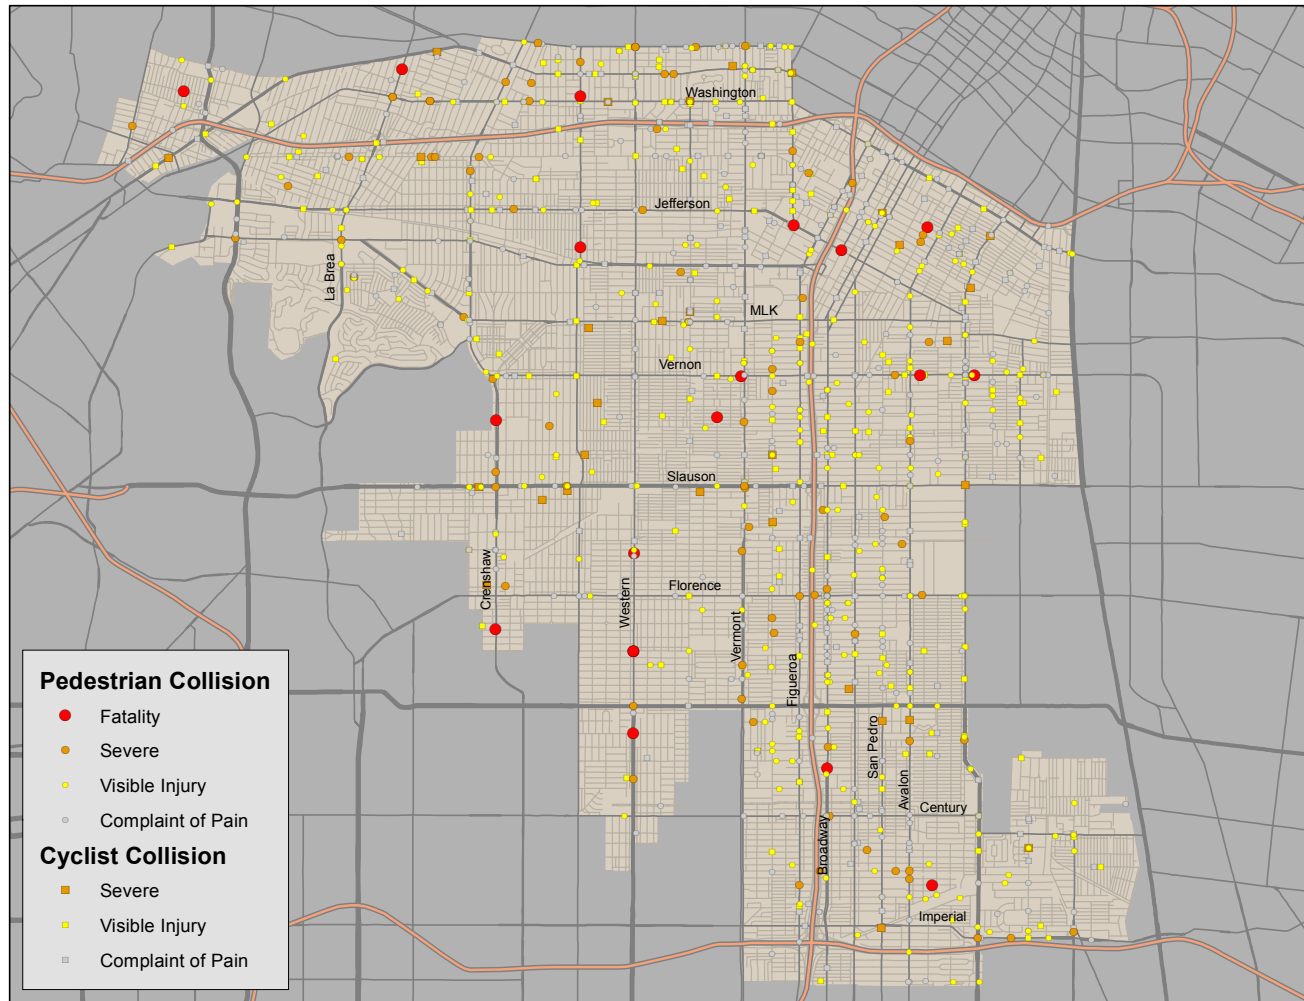 Washington
Jefferson
La Brea
MLK
Vernon
Slauson
Crenshaw
Western
Florence
Vermont
Figueroa
San Pedro
Avalon
Century
Broadway
Imperial
Pedestrian Collision
Fatality
Severe
Visible Injury
Complaint of Pain
Cyclist Collision
Severe
Visible Injury
Complaint of Pain